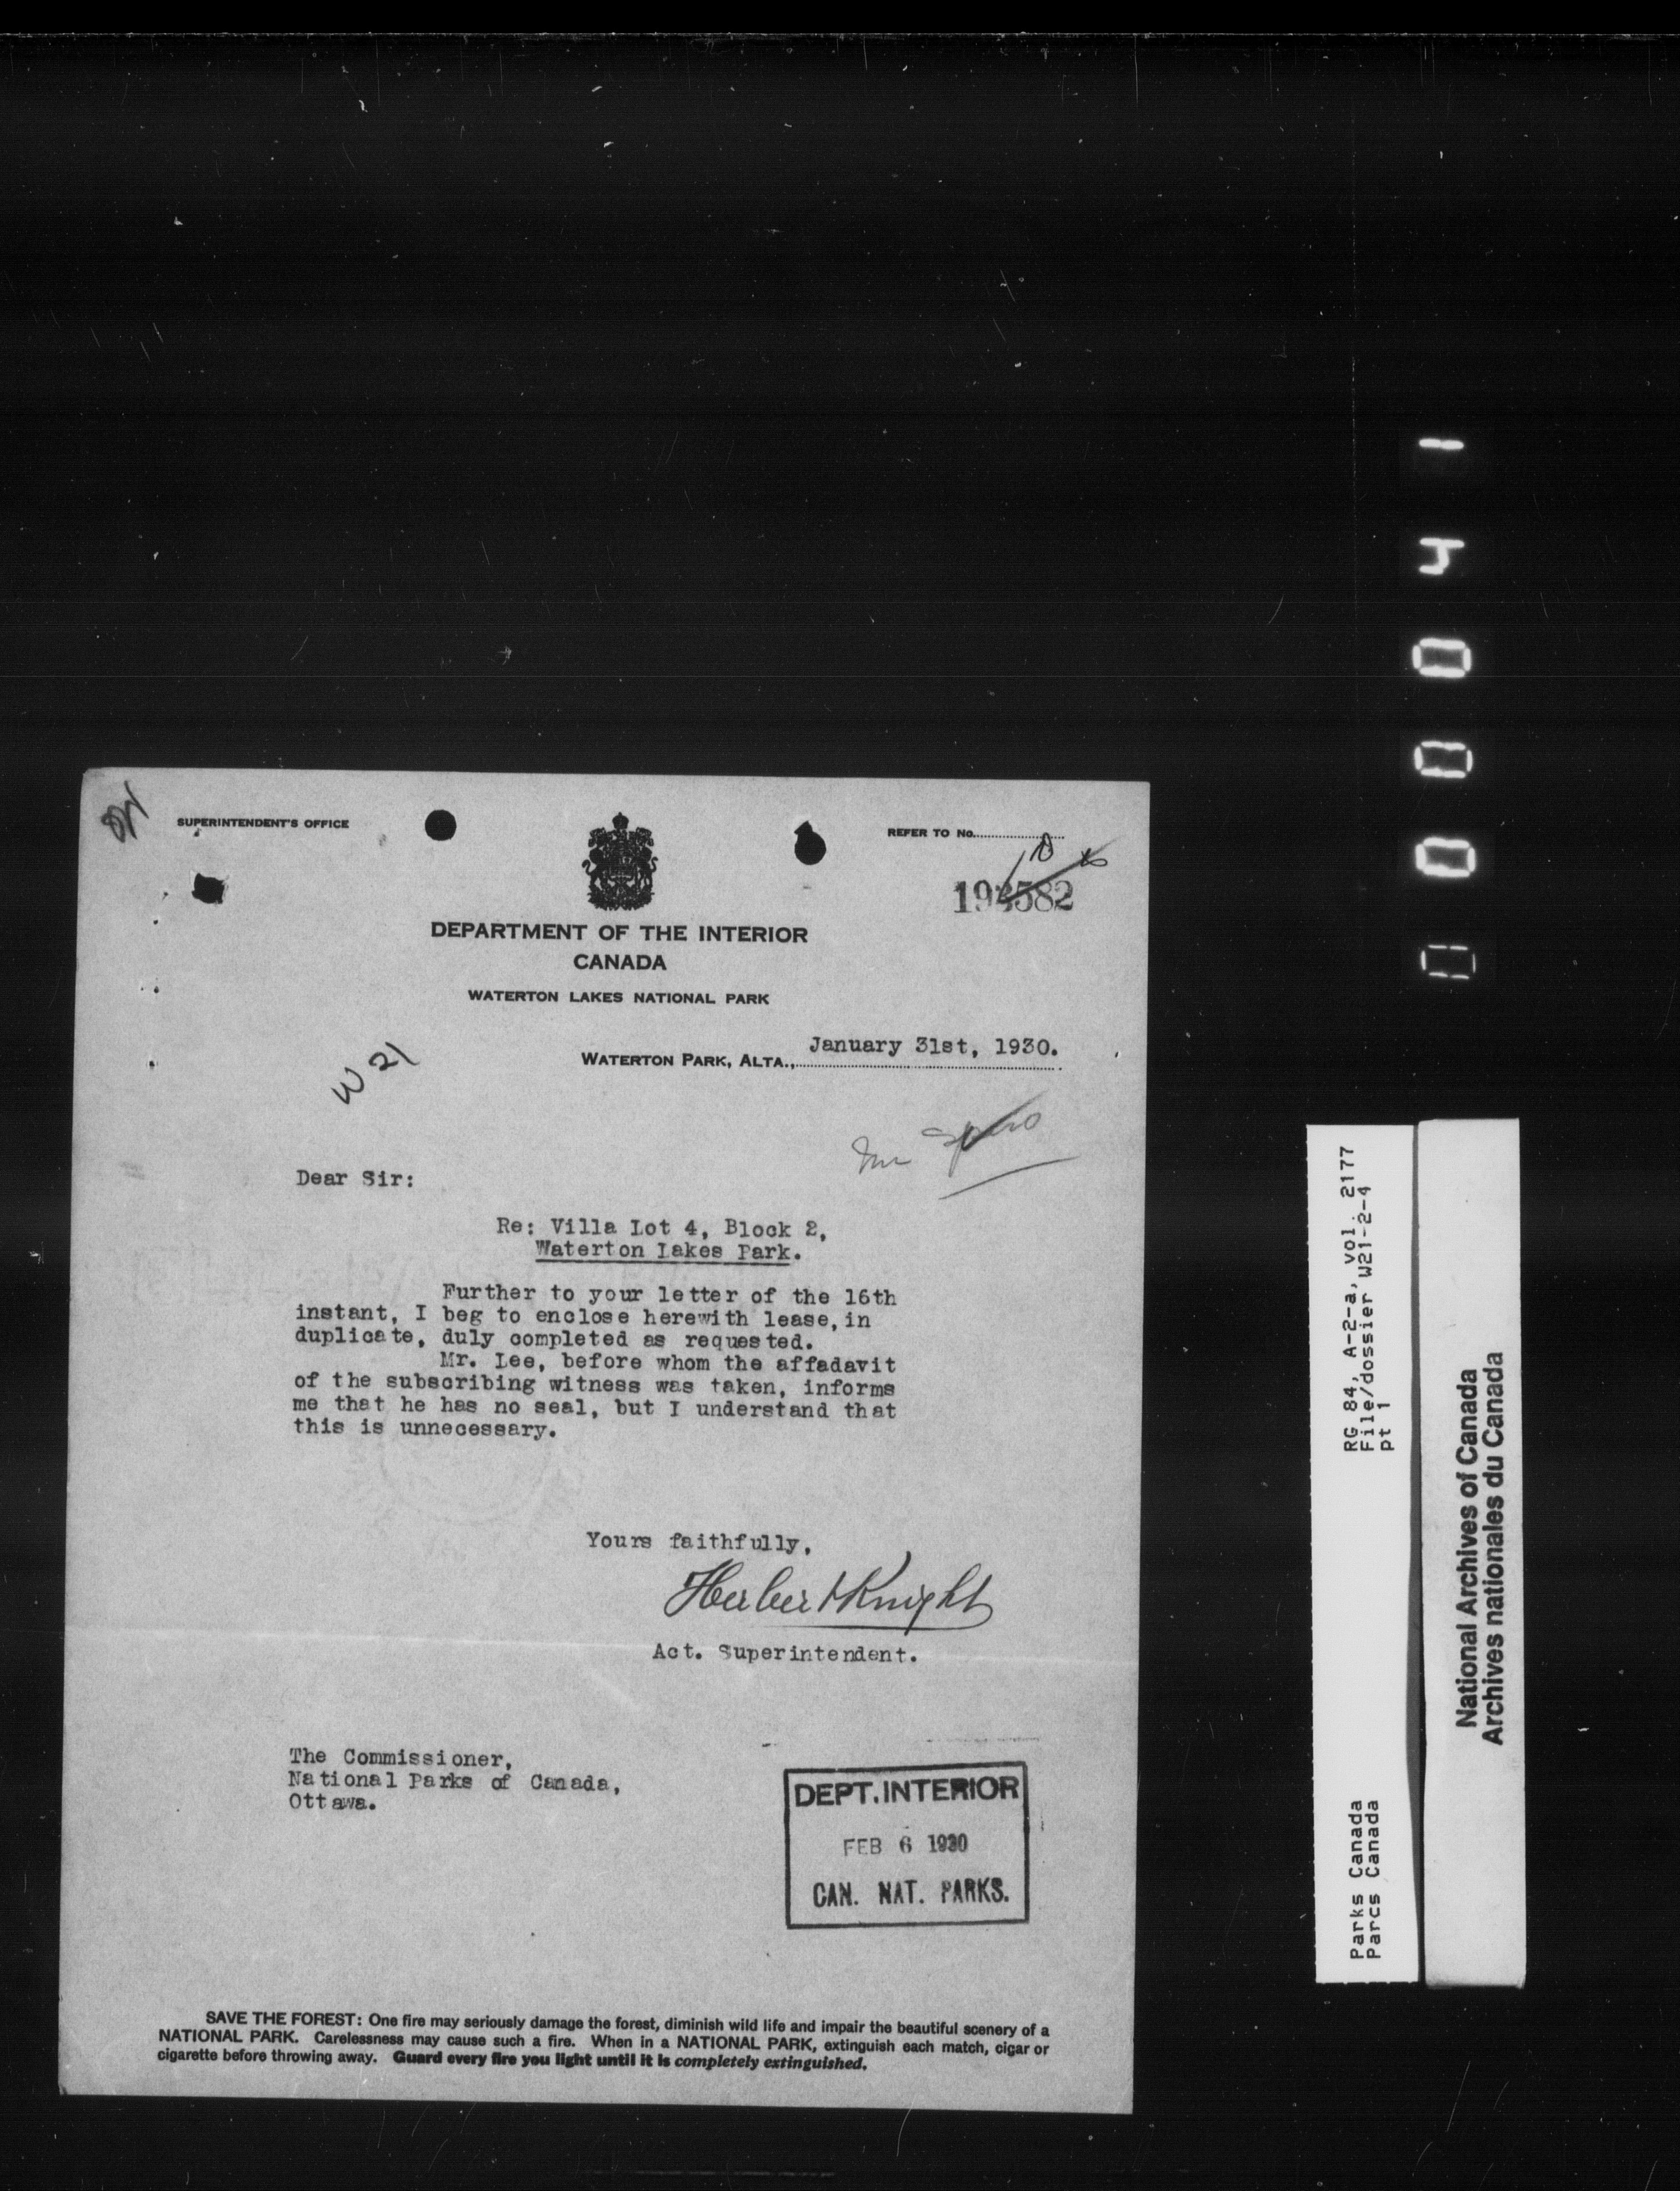 SUPERINTENDENT'S OFFICE
REFER TO No.
DEPARTMENT OF THE INTERIOR
CANADA
WATERTON LAKES NATIONAL PARK
W 21
WATERTON PARK, ALTA., January 31st, 1930.
Dear Sir:
Re: Villa Lot 4, Block 2,
Waterton Lakes Park.
Further to your letter of the 16th
instant, I beg to enclose herewith lease, in
duplicate, duly completed as requested.
Mr. Lee, before whom the affadavit
of the subscribing witness was taken, informs
me that he has no seal, but I understand that
this is unnecessary.
Yours faithfully,
Herbert Knight
Act. Superintendent.
The Commissioner,
National Parks of Canada,
Ottawa.
DEPT. INTERIOR
FEB 6 1930
CAN. NAT. PARKS.
SAVE THE FOREST: One fire may seriously damage the forest, diminish wild life and impair the beautiful scenery of a
NATIONAL PARK. Carelessness may cause such a fire. When in a NATIONAL PARK, extinguish each match, cigar or
cigarette before throwing away. Guard every fire you light until it is completely extinguished.
RG 84, A-2-a, vol. 2177
File/dossier W21-2-4
pt 1
Parks Canada
Parcs Canada
National Archives of Canada
Archives nationales du Canada